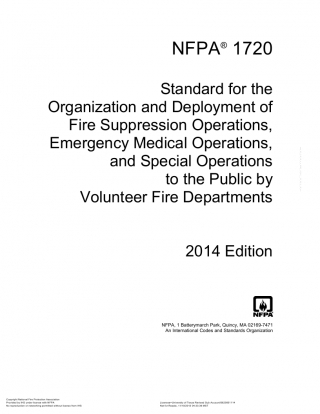 NFPA® 1720
Standard for the
Organization and Deployment of
Fire Suppression Operations,
Emergency Medical Operations,
and Special Operations
to the Public by
Volunteer Fire Departments
2014 Edition
NFPA
NFPA, 1 Batterymarch Park, Quincy, MA 02169-7471
An International Codes and Standards Organization